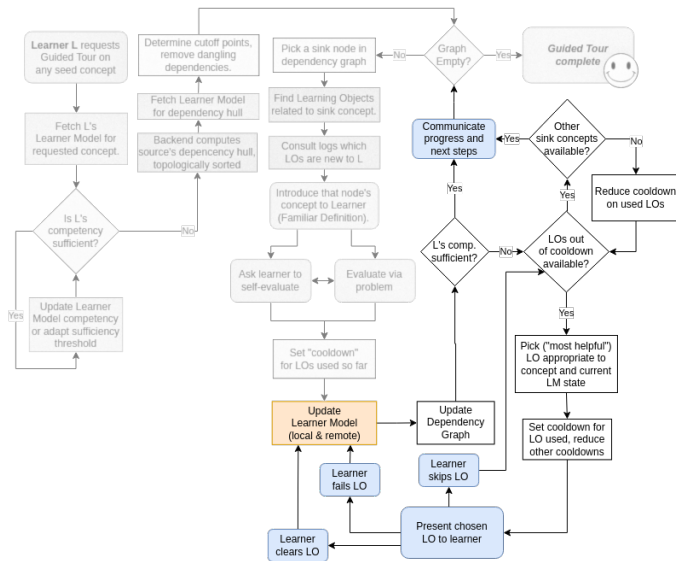 Learner L requests
Guided Tour on
any seed concept
Fetch L's
Learner Model for
requested concept.
Is L's
competency
sufficient?
Yes
No
Update Learner
Model competency
or adapt sufficiency
threshold
Determine cutoff points,
remove dangling
dependencies.
Fetch Learner Model
for dependency hull
Backend computes
source's depencency hull,
topologically sorted
Pick a sink node in
dependency graph
No
Graph
Empty?
Yes
Guided Tour
complete
Find Learning Objects
related to sink concept.
Consult logs which
LOs are new to L
Introduce that node's
concept to Learner
(Familiar Definition).
Ask learner to
self-evaluate
Evaluate via
problem
Set "cooldown"
for LOs used so far
Update
Learner Model
(local & remote)
Update
Dependency
Graph
Communicate
progress and
next steps
Yes
Other
sink concepts
available?
No
Reduce cooldown
on used LOs
Yes
Yes
L's comp.
sufficient?
No
LOs out
of cooldown
available?
Yes
Pick ("most helpful")
LO appropriate to
concept and current
LM state
Set cooldown for
LO used, reduce
other cooldowns
Learner
fails LO
Learner
skips LO
Learner
clears LO
Present chosen
LO to learner